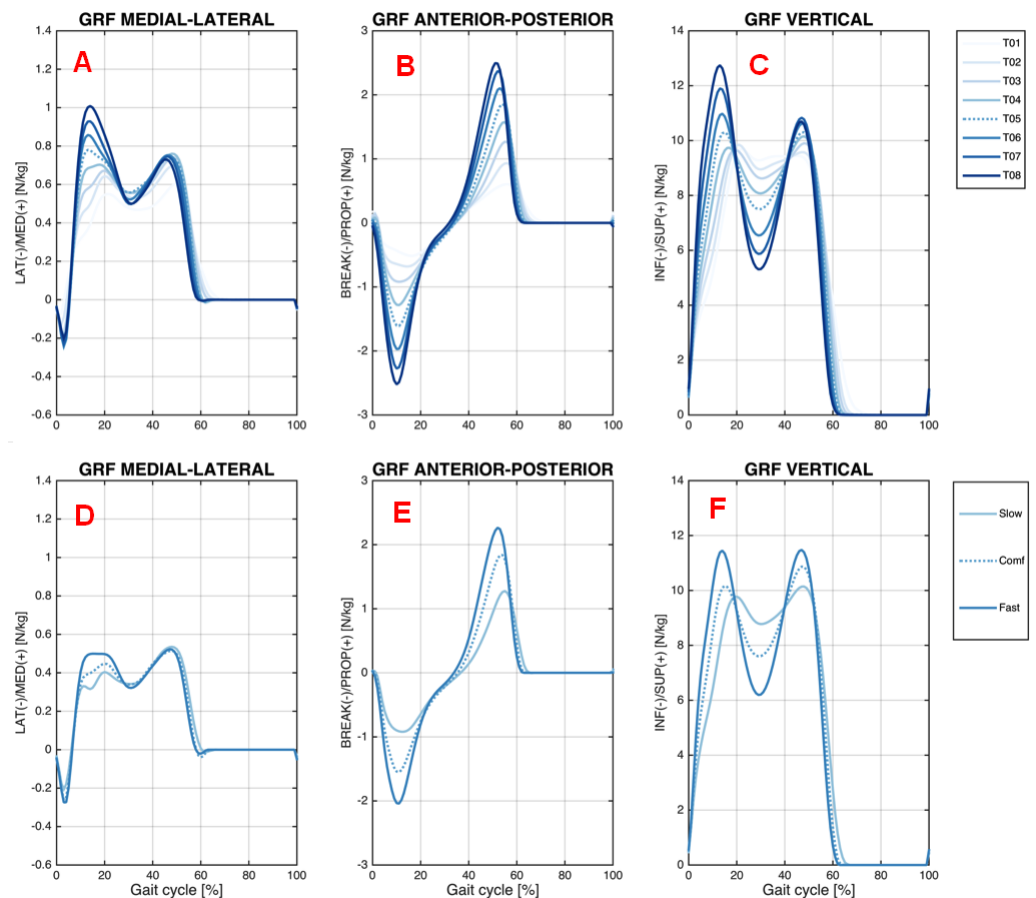 GRF MEDIAL-LATERAL
GRF ANTERIOR-POSTERIOR
GRF VERTICAL
A
B
C
LAT(-)/MED(+) [N/kg]
1.4
1.2
1
0.8
0.6
0.4
0.2
0
-0.2
-0.4
-0.6
0 20 40 60 80 100
BREAK(-)/PROP(+) [N/kg]
3
2
1
0
-1
-2
-3
0 20 40 60 80 100
INF(-)/SUP(+) [N/kg]
14
12
10
8
6
4
2
0
0 20 40 60 80 100
T01
T02
T03
T04
T05
T06
T07
T08
GRF MEDIAL-LATERAL
GRF ANTERIOR-POSTERIOR
GRF VERTICAL
D
E
F
LAT(-)/MED(+) [N/kg]
1.4
1.2
1
0.8
0.6
0.4
0.2
0
-0.2
-0.4
-0.6
0 20 40 60 80 100
Gait cycle [%]
BREAK(-)/PROP(+) [N/kg]
3
2
1
0
-1
-2
-3
0 20 40 60 80 100
Gait cycle [%]
INF(-)/SUP(+) [N/kg]
14
12
10
8
6
4
2
0
0 20 40 60 80 100
Gait cycle [%]
Slow
Comf
Fast